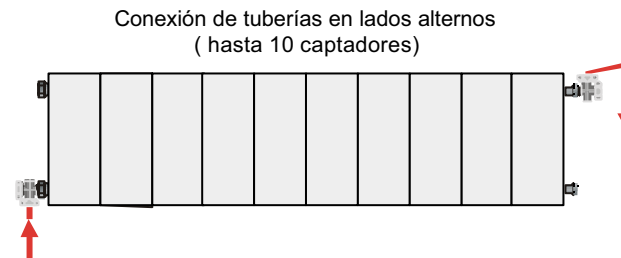 Conexión de tuberías en lados alternos
( hasta 10 captadores)